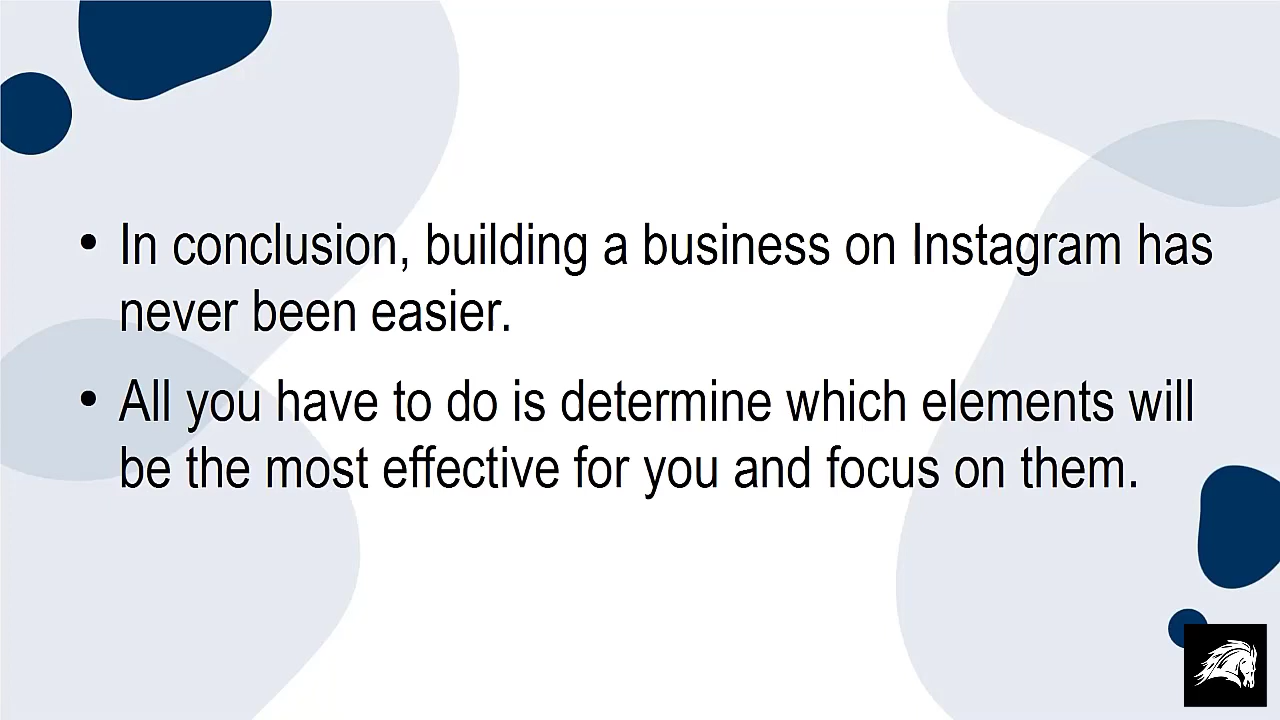 • In conclusion, building a business on Instagram has
never been easier.
• All you have to do is determine which elements will
be the most effective for you and focus on them.